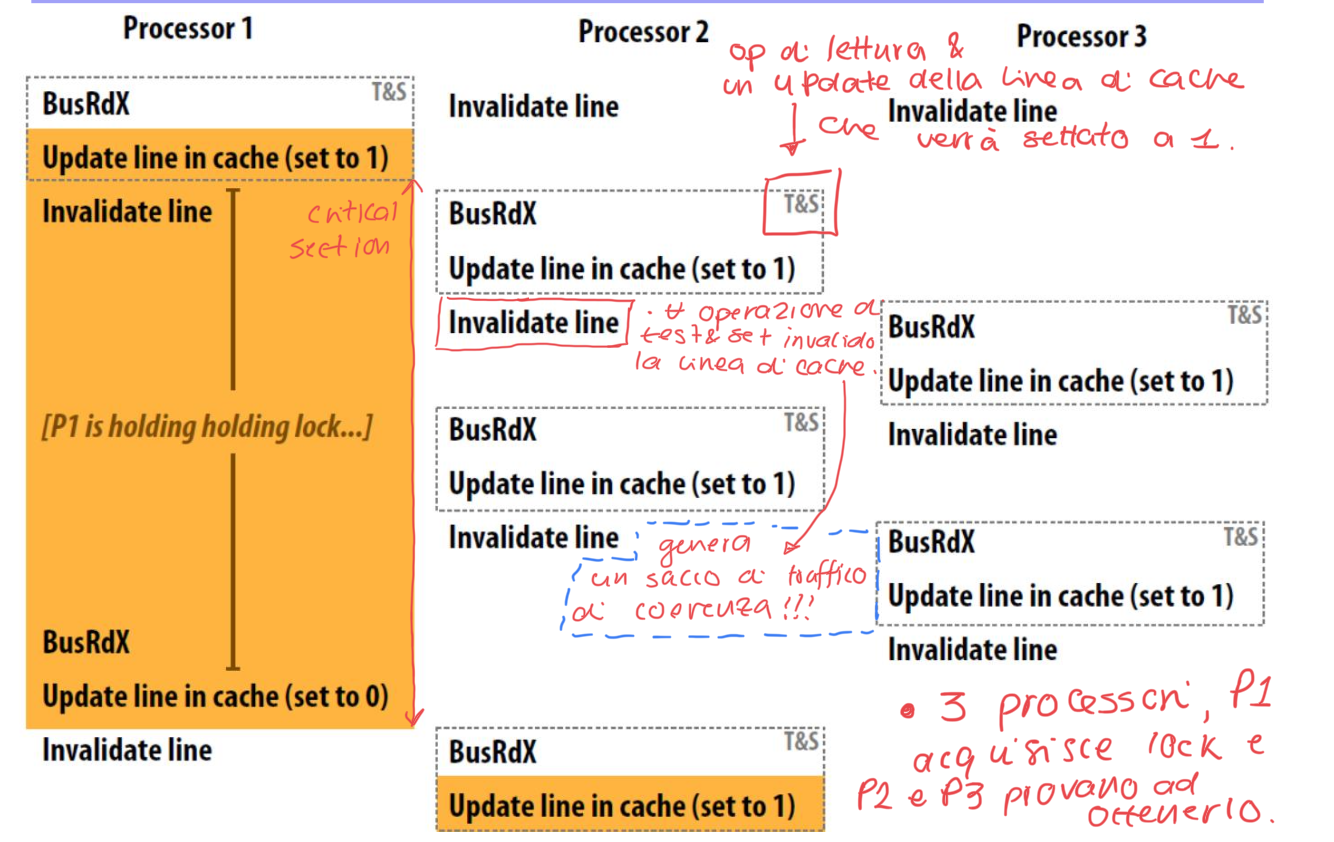 Processor 1
BusRdX
T&S
Update line in cache (set to 1)
Invalidate line
critical
section
[P1 is holding holding lock...]
BusRdX
Update line in cache (set to 0)
Invalidate line
Processor 2
Invalidate line
BusRdX
T&S
Update line in cache (set to 1)
Invalidate line
BusRdX
T&S
Update line in cache (set to 1)
Invalidate line
BusRdX
T&S
Update line in cache (set to 1)
Processor 3
Invalidate line
BusRdX
T&S
Update line in cache (set to 1)
Invalidate line
BusRdX
T&S
Update line in cache (set to 1)
Invalidate line
op di lettura &
un update della linea di cache
che verrà settato a 1.
· ∀ operazione di
test& set invalido
la linea di cache.
genera
un sacco di traffico
di coerenza!!!
• 3 processori, P1
acquisisce lock e
P2 e P3 provano ad
ottenerlo.